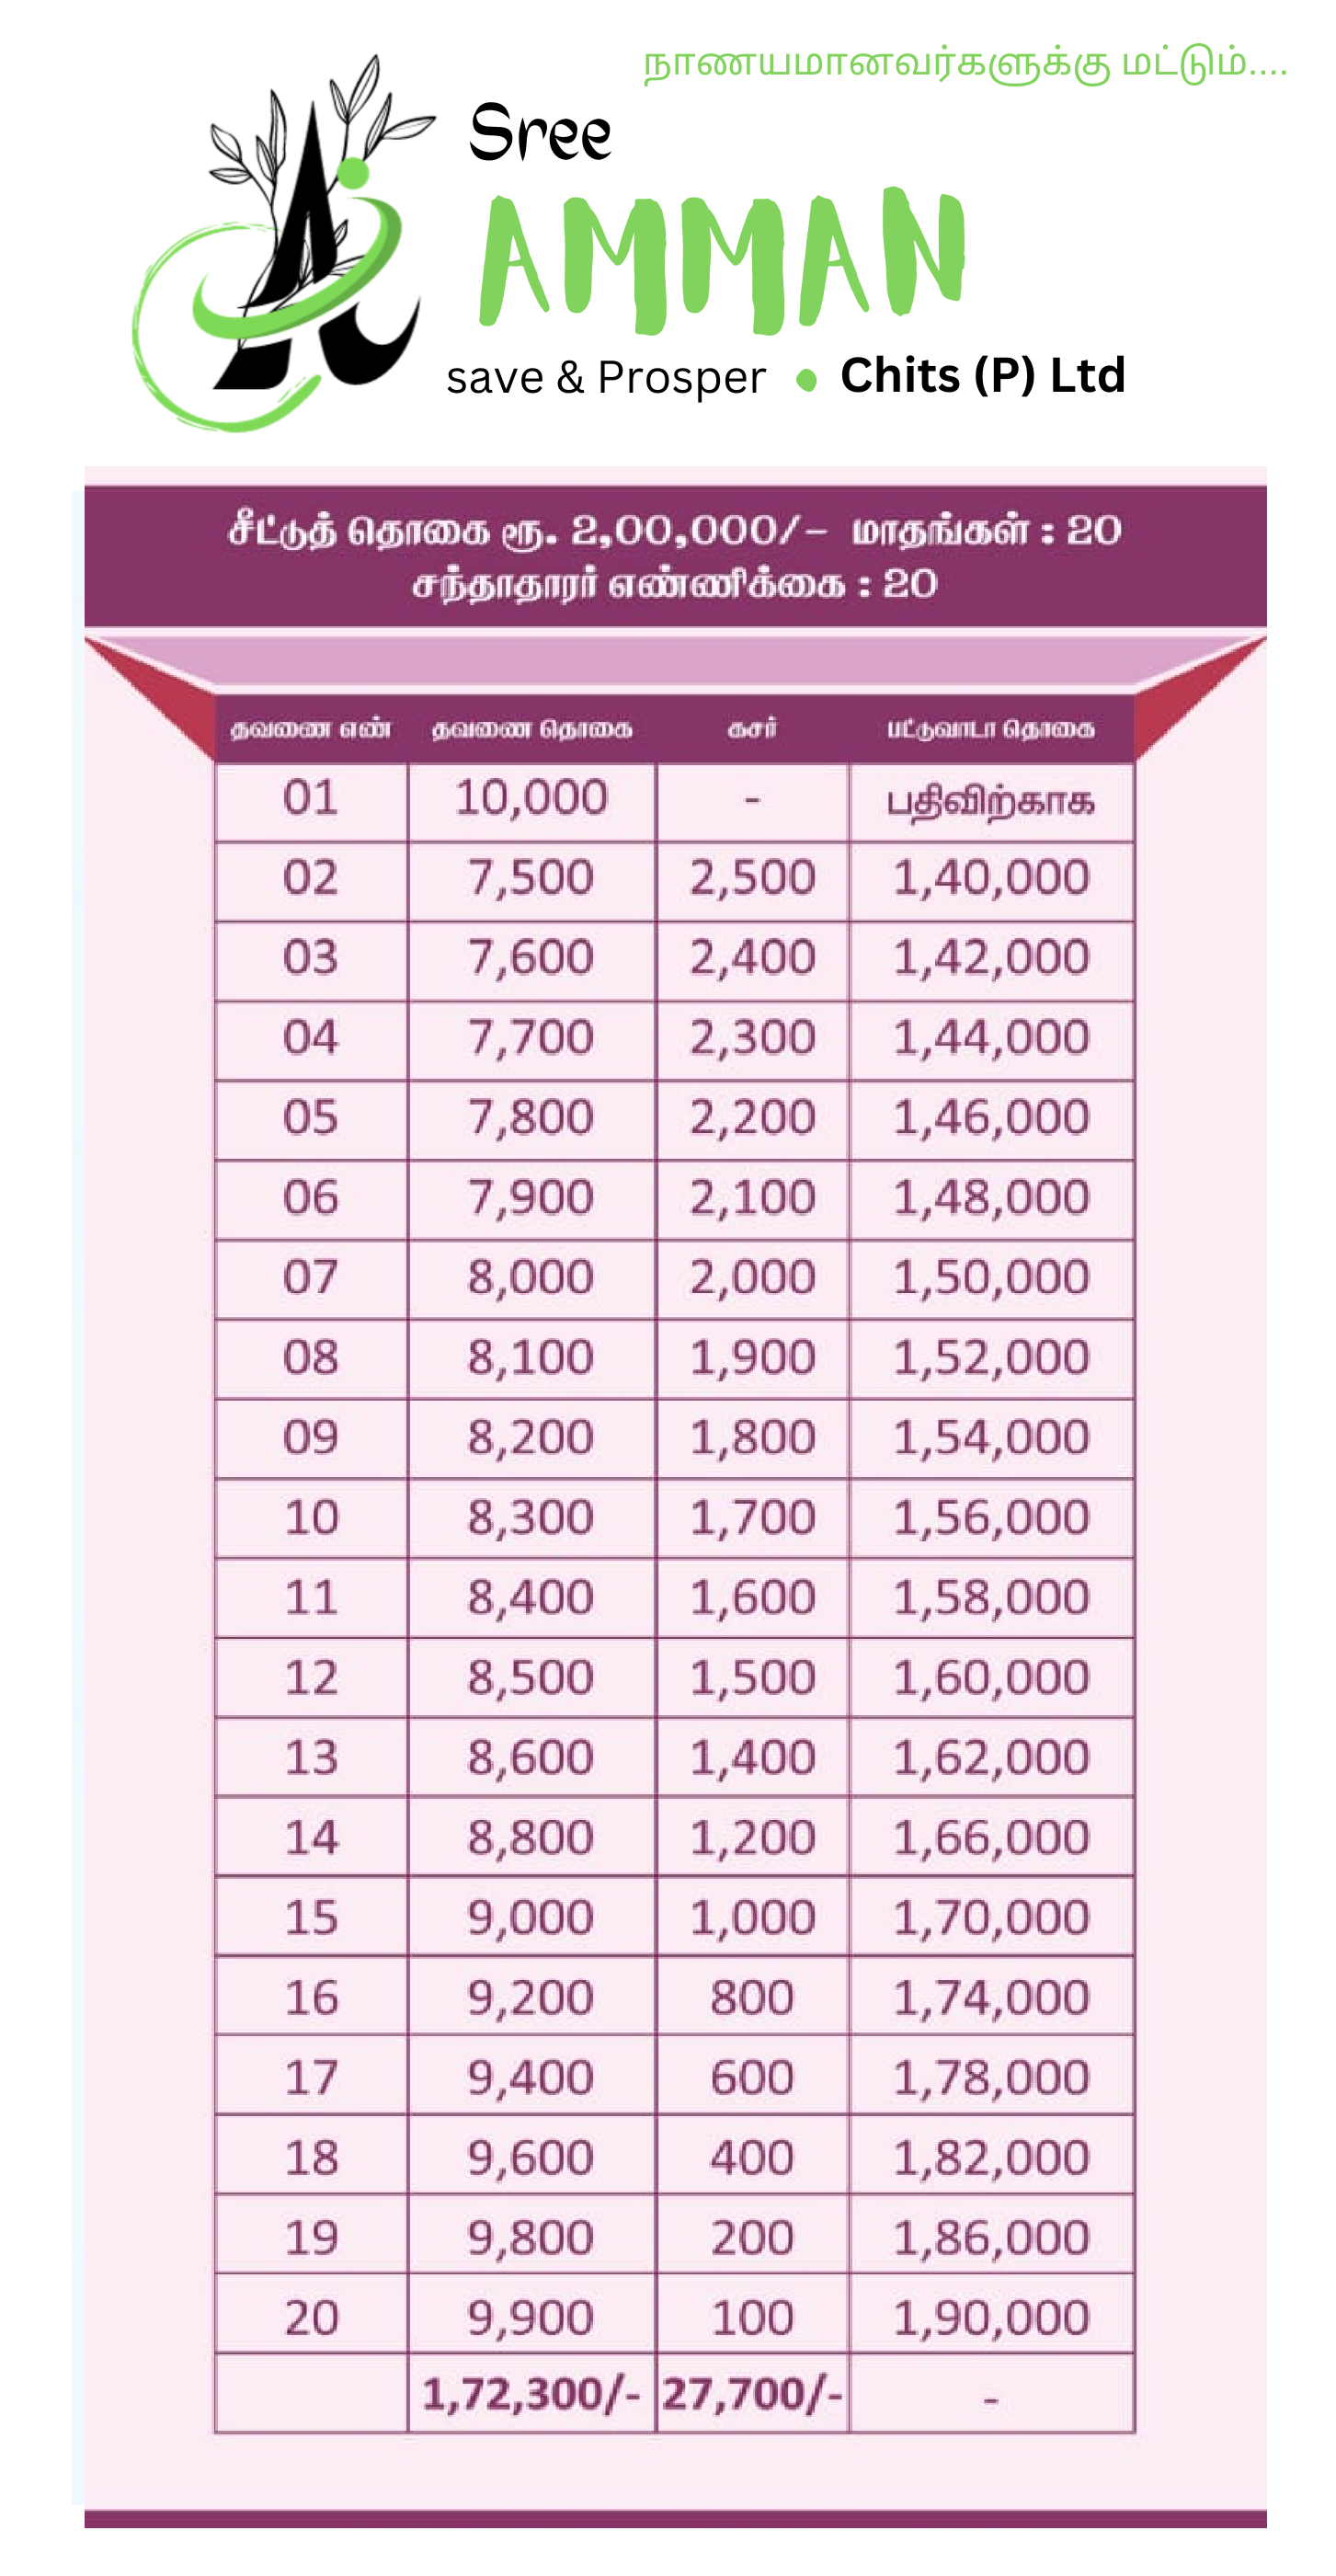 நாணயமானவர்களுக்கு மட்டும்....
Sree
AMMAN
save & Prosper • Chits (P) Ltd
சீட்டுத் தொகை ரூ. 2,00,000/- மாதங்கள் : 20
சந்தாதாரர் எண்ணிக்கை : 20
தவணை எண் தவணை தொகை கசர் பட்டுவாடா தொகை
01 10,000 - பதிவிற்காக
02 7,500 2,500 1,40,000
03 7,600 2,400 1,42,000
04 7,700 2,300 1,44,000
05 7,800 2,200 1,46,000
06 7,900 2,100 1,48,000
07 8,000 2,000 1,50,000
08 8,100 1,900 1,52,000
09 8,200 1,800 1,54,000
10 8,300 1,700 1,56,000
11 8,400 1,600 1,58,000
12 8,500 1,500 1,60,000
13 8,600 1,400 1,62,000
14 8,800 1,200 1,66,000
15 9,000 1,000 1,70,000
16 9,200 800 1,74,000
17 9,400 600 1,78,000
18 9,600 400 1,82,000
19 9,800 200 1,86,000
20 9,900 100 1,90,000
1,72,300/- 27,700/- -